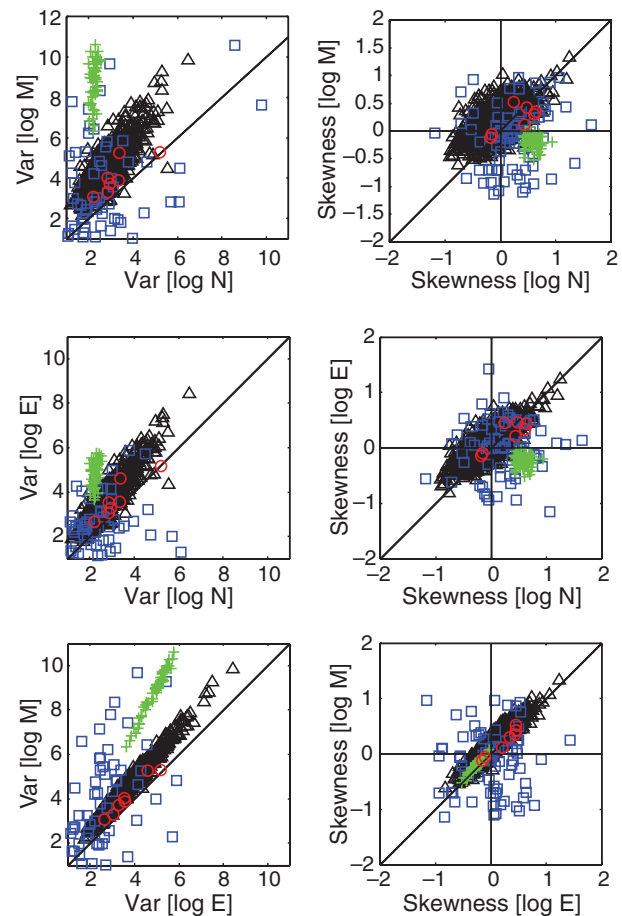 12
10
8
6
4
2
Var [log M]
2 4 6 8 10
Var [log N]
2
1
0.5
0
−0.5
−1
−2
Skewness [log M]
−2 −1 0 1 2
Skewness [log N]
10
8
6
4
2
Var [log E]
2 4 6 8 10
Var [log N]
2
1
0
−1
−2
Skewness [log E]
−2 −1 0 1 2
Skewness [log N]
10
8
6
4
2
Var [log M]
2 4 6 8 10
Var [log E]
2
1
0
−1
−2
Skewness [log M]
−2 −1 0 1 2
Skewness [log E]